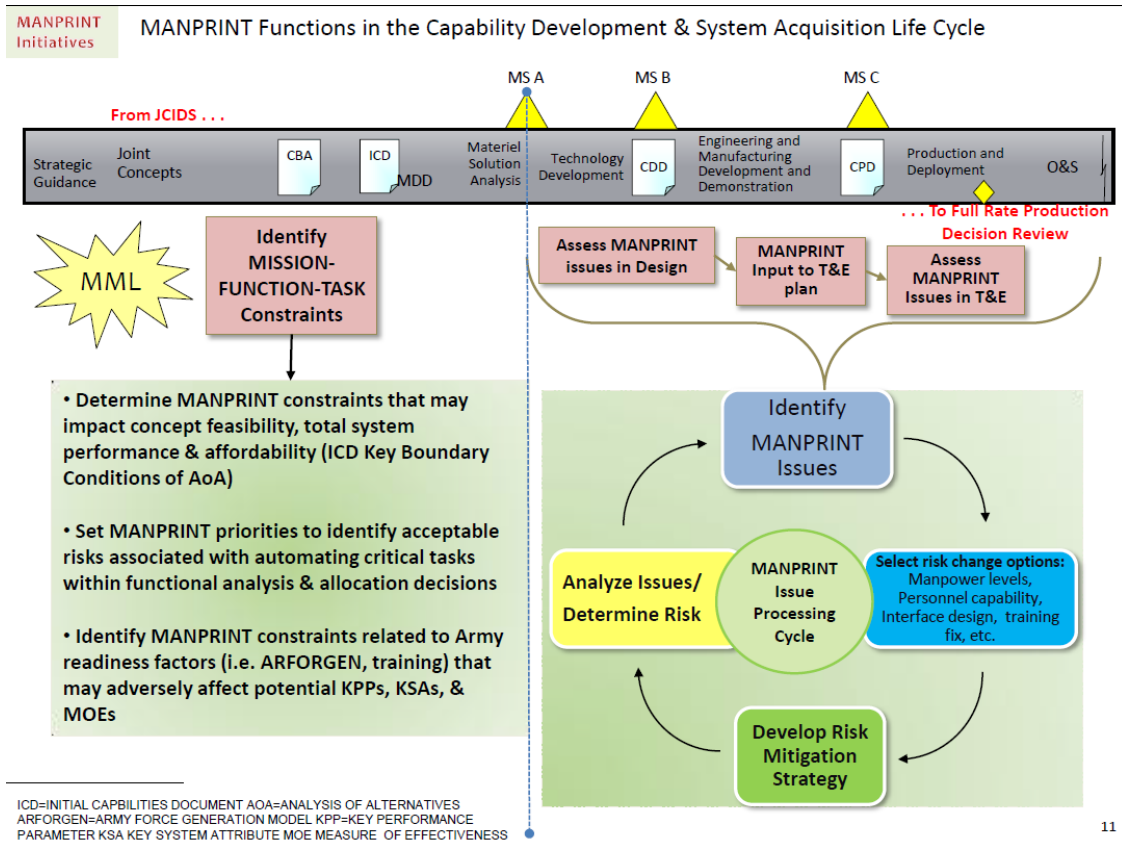 MANPRINT
Initiatives
MANPRINT Functions in the Capability Development & System Acquisition Life Cycle
MS A
MS B
MS C
From JCIDS . . .
Strategic
Guidance
Joint
Concepts
CBA
ICD
MDD
Materiel
Solution
Analysis
Technology
Development
CDD
Engineering and
Manufacturing
Development and
Demonstration
CPD
Production and
Deployment
O&S
. . . To Full Rate Production
Decision Review
MML
Identify
MISSION-
FUNCTION-TASK
Constraints
Assess MANPRINT
issues in Design
MANPRINT
Input to T&E
plan
Assess
MANPRINT
Issues in T&E
• Determine MANPRINT constraints that may
impact concept feasibility, total system
performance & affordability (ICD Key Boundary
Conditions of AoA)
• Set MANPRINT priorities to identify acceptable
risks associated with automating critical tasks
within functional analysis & allocation decisions
• Identify MANPRINT constraints related to Army
readiness factors (i.e. ARFORGEN, training) that
may adversely affect potential KPPs, KSAs, &
MOEs
Identify
MANPRINT
Issues
Analyze Issues/
Determine Risk
MANPRINT
Issue
Processing
Cycle
Select risk change options:
Manpower levels,
Personnel capability,
Interface design, training
fix, etc.
Develop Risk
Mitigation
Strategy
ICD=INITIAL CAPBILITIES DOCUMENT AOA=ANALYSIS OF ALTERNATIVES
ARFORGEN=ARMY FORCE GENERATION MODEL KPP=KEY PERFORMANCE
PARAMETER KSA KEY SYSTEM ATTRIBUTE MOE MEASURE OF EFFECTIVENESS
11